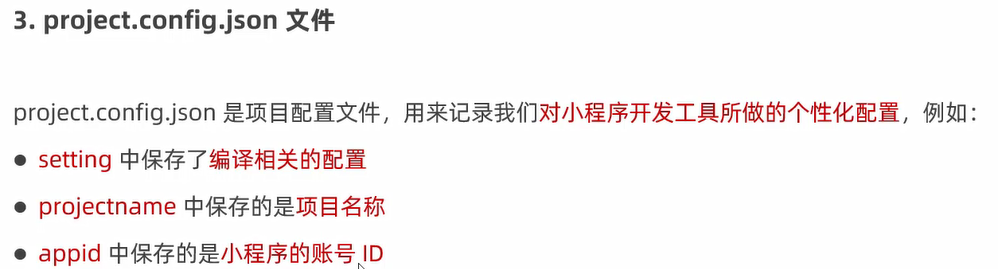 3. project.config.json 文件
project.config.json 是项目配置文件，用来记录我们对小程序开发工具所做的个性化配置，例如：
● setting 中保存了编译相关的配置
● projectname 中保存的是项目名称
● appid 中保存的是小程序的账号 ID